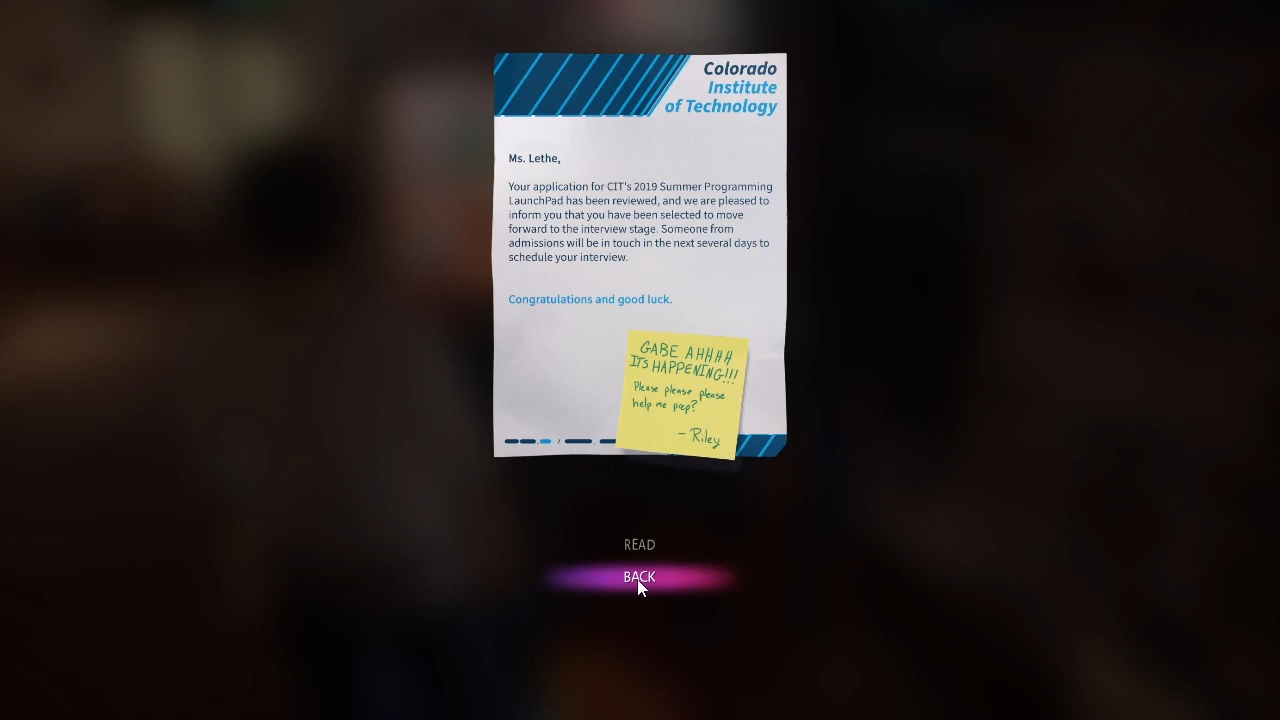 Colorado
Institute
of Technology
Ms. Lethe,
Your application for CIT's 2019 Summer Programming
LaunchPad has been reviewed, and we are pleased to
inform you that you have been selected to move
forward to the interview stage. Someone from
admissions will be in touch in the next several days to
schedule your interview.
Congratulations and good luck.
GABE AHHHH
ITS HAPPENING!!!
Please please please
help me prep?
- Riley
READ
BACK